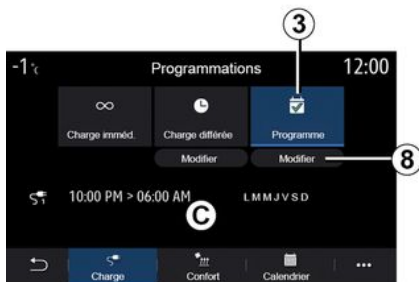 3
-1°c Programmations 12:00
Charge imméd. Charge différée Programme
Modifier Modifier
8
10:00 PM > 06:00 AM LMMJVSD
C
Charge Confort Calendrier ...